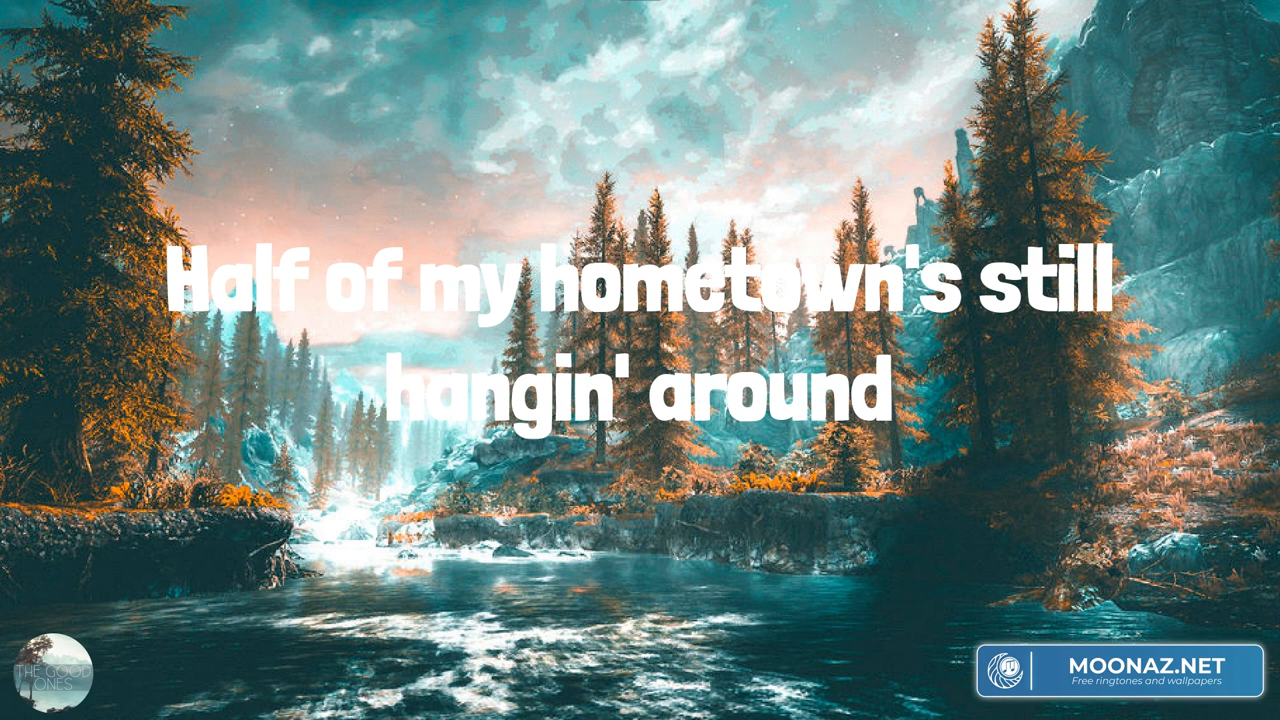 Half of my hometown's still
hangin' around
THE GOOD
ONES
MOONAZ.NET
Free ringtones and wallpapers